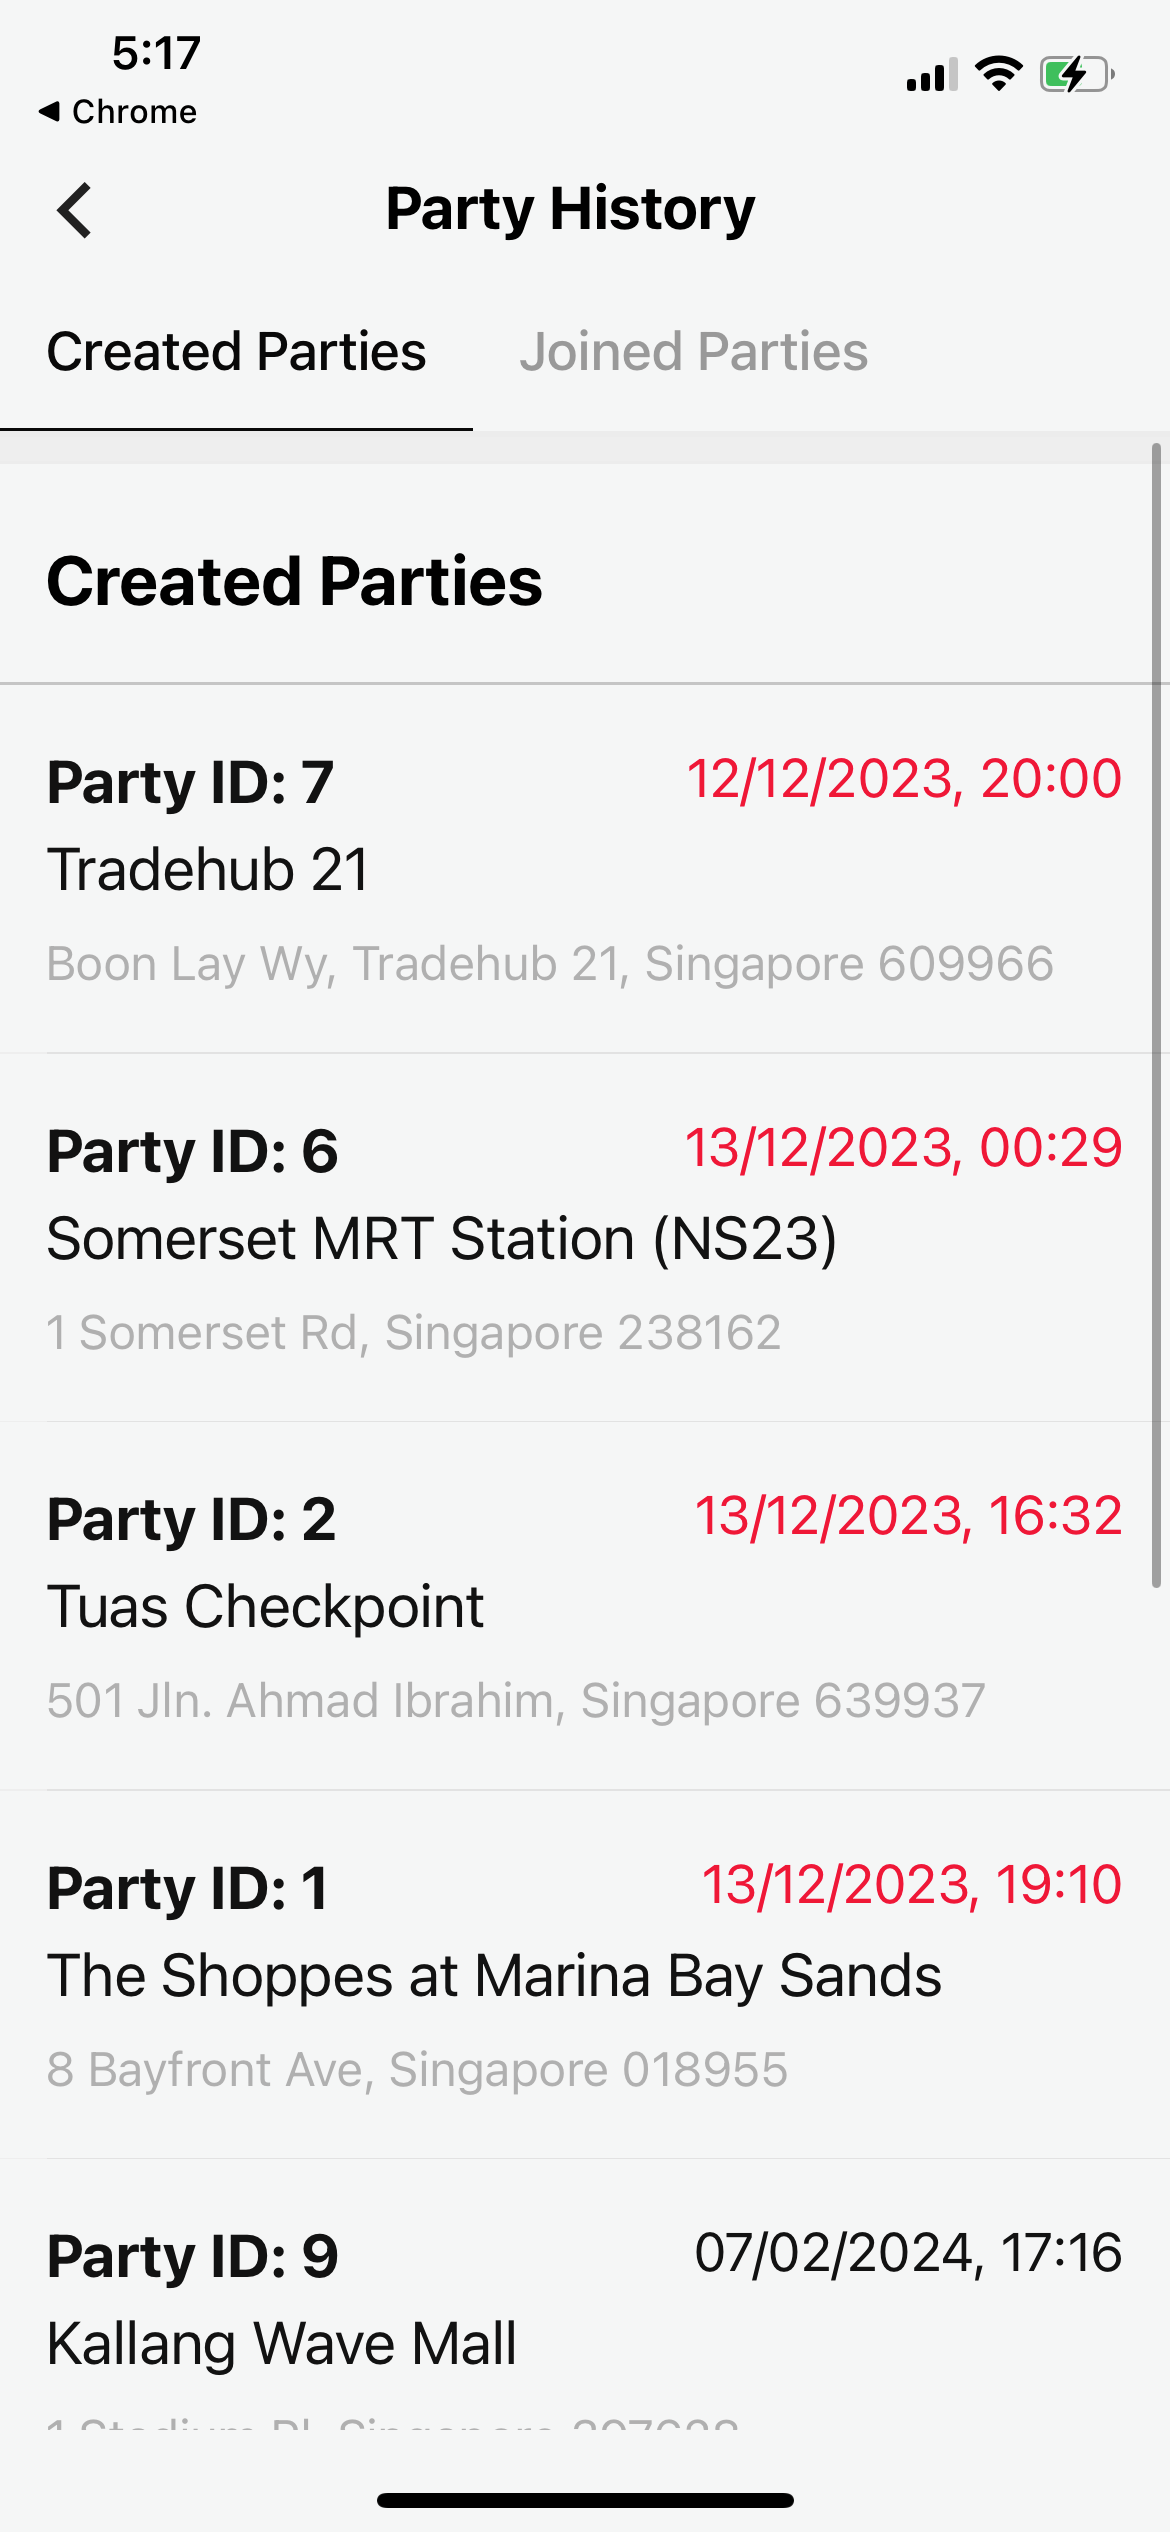 5:17
Chrome
Party History
Created Parties
Joined Parties
Created Parties
Party ID: 7
12/12/2023, 20:00
Tradehub 21
Boon Lay Wy, Tradehub 21, Singapore 609966
Party ID: 6
13/12/2023, 00:29
Somerset MRT Station (NS23)
1 Somerset Rd, Singapore 238162
Party ID: 2
13/12/2023, 16:32
Tuas Checkpoint
501 Jln. Ahmad Ibrahim, Singapore 639937
Party ID: 1
13/12/2023, 19:10
The Shoppes at Marina Bay Sands
8 Bayfront Ave, Singapore 018955
Party ID: 9
07/02/2024, 17:16
Kallang Wave Mall
1 Stadium Pl, Singapore